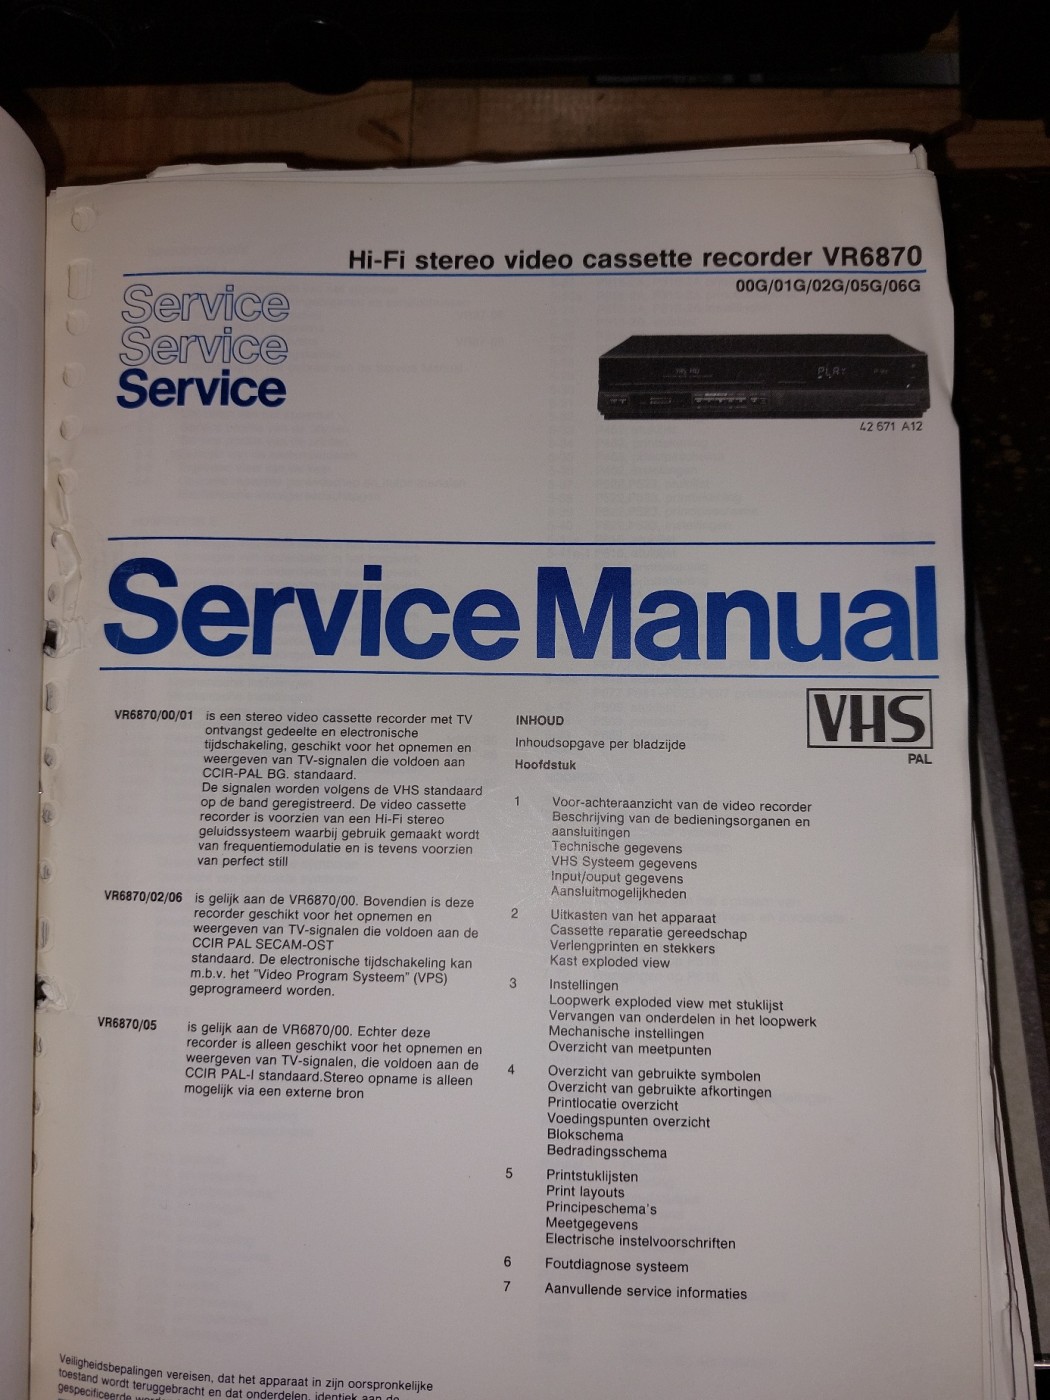 Hi-Fi stereo video cassette recorder VR6870
00G/01G/02G/05G/06G
Service
Service
Service
PLAY
42 671 A12
Service Manual
VHS
PAL
VR6870/00/01 is een stereo video cassette recorder met TV
ontvangst gedeelte en electronische
tijdschakeling, geschikt voor het opnemen en
weergeven van TV-signalen die voldoen aan
CCIR-PAL BG. standaard.
De signalen worden volgens de VHS standaard
op de band geregistreerd. De video cassette
recorder is voorzien van een Hi-Fi stereo
geluidssysteem waarbij gebruik gemaakt wordt
van frequentiemodulatie en is tevens voorzien
van perfect still
VR6870/02/06 is gelijk aan de VR6870/00. Bovendien is deze
recorder geschikt voor het opnemen en
weergeven van TV-signalen die voldoen aan de
CCIR PAL SECAM-OST
standaard. De electronische tijdschakeling kan
m.b.v. het "Video Program Systeem" (VPS)
geprogrameerd worden.
VR6870/05 is gelijk aan de VR6870/00. Echter deze
recorder is alleen geschikt voor het opnemen en
weergeven van TV-signalen, die voldoen aan de
CCIR PAL-I standaard.Stereo opname is alleen
mogelijk via een externe bron
INHOUD
Inhoudsopgave per bladzijde
Hoofdstuk
1 Voor-achteraanzicht van de video recorder
Beschrijving van de bedieningsorganen en
aansluitingen
Technische gegevens
VHS Systeem gegevens
Input/ouput gegevens
Aansluitmogelijkheden
2 Uitkasten van het apparaat
Cassette reparatie gereedschap
Verlengprinten en stekkers
Kast exploded view
3 Instellingen
Loopwerk exploded view met stuklijst
Vervangen van onderdelen in het loopwerk
Mechanische instellingen
Overzicht van meetpunten
4 Overzicht van gebruikte symbolen
Overzicht van gebruikte afkortingen
Printlocatie overzicht
Voedingspunten overzicht
Blokschema
Bedradingsschema
5 Printstuklijsten
Print layouts
Principeschema's
Meetgegevens
Electrische instelvoorschriften
6 Foutdiagnose systeem
7 Aanvullende service informaties
Veiligheidsbepalingen vereisen, dat het apparaat in zijn oorspronkelijke
toestand wordt teruggebracht en dat onderdelen, identiek aan de
gespecificeerde